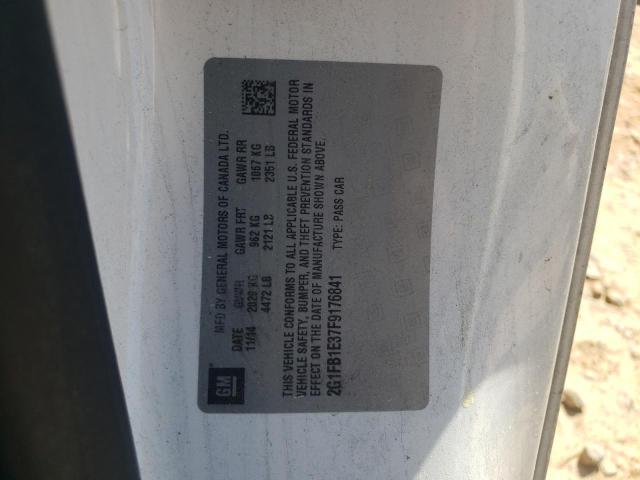 GM
MFD BY GENERAL MOTORS OF CANADA LTD.
DATE GVWR GAWR FRT GAWR RR
11/14 2029 KG 962 KG 1067 KG
4472 LB 2121 LB 2351 LB
THIS VEHICLE CONFORMS TO ALL APPLICABLE U.S. FEDERAL MOTOR
VEHICLE SAFETY, BUMPER, AND THEFT PREVENTION STANDARDS IN
EFFECT ON THE DATE OF MANUFACTURE SHOWN ABOVE.
2G1FB1E37F9176841 TYPE: PASS CAR